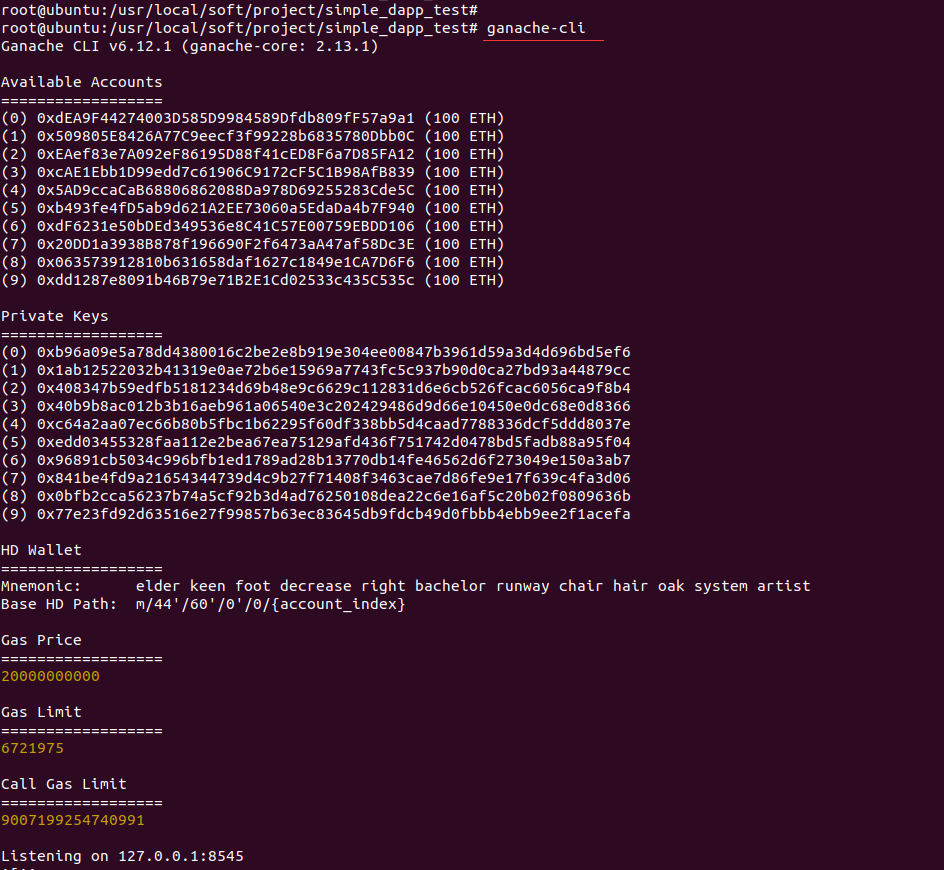 root@ubuntu:/usr/local/soft/project/simple_dapp_test#
root@ubuntu:/usr/local/soft/project/simple_dapp_test# ganache-cli
Ganache CLI v6.12.1 (ganache-core: 2.13.1)
Available Accounts
==================
(0) 0xdEA9F44274003D585D9984589Dfdb809fF57a9a1 (100 ETH)
(1) 0x509805E8426A77C9eecf3f99228b6835780Dbb0C (100 ETH)
(2) 0xEAef83e7A092eF86195D88f41cED8F6a7D85FA12 (100 ETH)
(3) 0xcAE1Ebb1D99edd7c61906C9172cF5C1B98AfB839 (100 ETH)
(4) 0x5AD9ccaCaB68806862088Da978D69255283Cde5C (100 ETH)
(5) 0xb493fe4fD5ab9d621A2EE73060a5EdaDa4b7F940 (100 ETH)
(6) 0xdF6231e50bDEd349536e8C41C57E00759EBDD106 (100 ETH)
(7) 0x20DD1a3938B878f196690F2f6473aA47af58Dc3E (100 ETH)
(8) 0x063573912810b631658daf1627c1849e1CA7D6F6 (100 ETH)
(9) 0xdd1287e8091b46B79e71B2E1Cd02533c435C535c (100 ETH)
Private Keys
==================
(0) 0xb96a09e5a78dd4380016c2be2e8b919e304ee00847b3961d59a3d4d696bd5ef6
(1) 0x1ab12522032b41319e0ae72b6e15969a7743fc5c937b90d0ca27bd93a44879cc
(2) 0x408347b59edfb5181234d69b48e9c6629c112831d6e6cb526fcac6056ca9f8b4
(3) 0x40b9b8ac012b3b16aeb961a06540e3c202429486d9d66e10450e0dc68e0d8366
(4) 0xc64a2aa07ec66b80b5fbc1b62295f60df338bb5d4caad7788336dcf5ddd8037e
(5) 0xedd03455328faa112e2bea67ea75129afd436f751742d0478bd5fadb88a95f04
(6) 0x96891cb5034c996bfb1ed1789ad28b13770db14fe46562d6f273049e150a3ab7
(7) 0x841be4fd9a21654344739d4c9b27f71408f3463cae7d86fe9e17f639c4fa3d06
(8) 0x0bfb2cca56237b74a5cf92b3d4ad76250108dea22c6e16af5c20b02f0809636b
(9) 0x77e23fd92d63516e27f99857b63ec83645db9fdcb49d0fbbb4ebb9ee2f1acefa
HD Wallet
==================
Mnemonic:      elder keen foot decrease right bachelor runway chair hair oak system artist
Base HD Path:  m/44'/60'/0'/0/{account_index}
Gas Price
==================
20000000000
Gas Limit
==================
6721975
Call Gas Limit
==================
9007199254740991
Listening on 127.0.0.1:8545